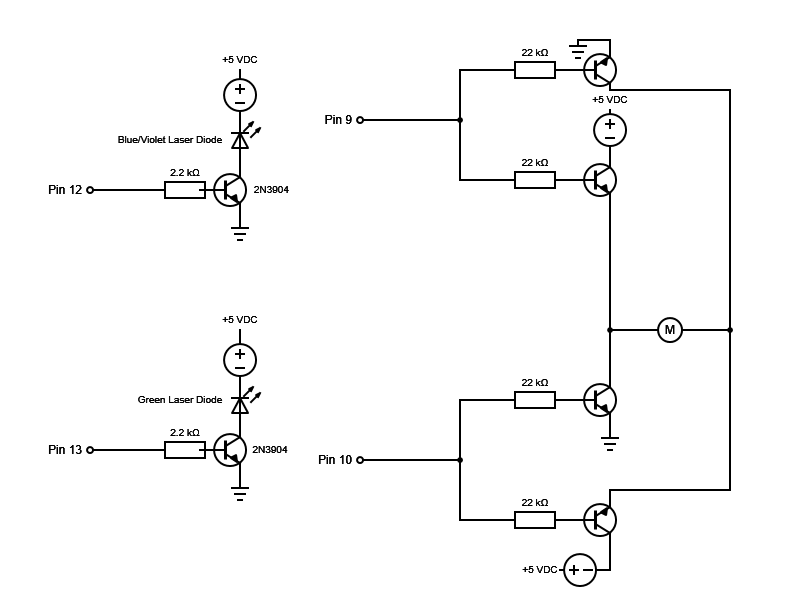 +5 VDC
Blue/Violet Laser Diode
2.2 kΩ
Pin 12
2N3904
+5 VDC
Green Laser Diode
2.2 kΩ
Pin 13
2N3904
22 kΩ
+5 VDC
Pin 9
22 kΩ
M
22 kΩ
Pin 10
22 kΩ
+5 VDC